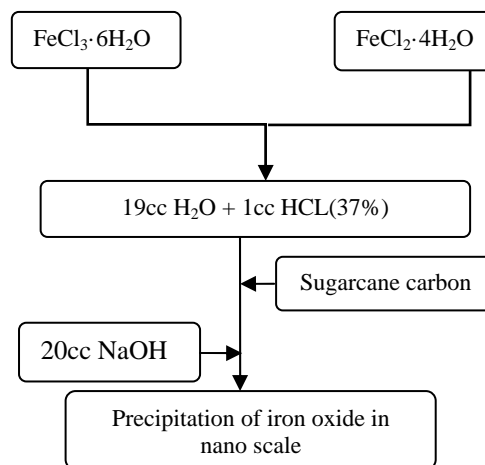 FeCl₃·6H₂O
FeCl₂·4H₂O
19cc H₂O + 1cc HCL(37%)
Sugarcane carbon
20cc NaOH
Precipitation of iron oxide in
nano scale